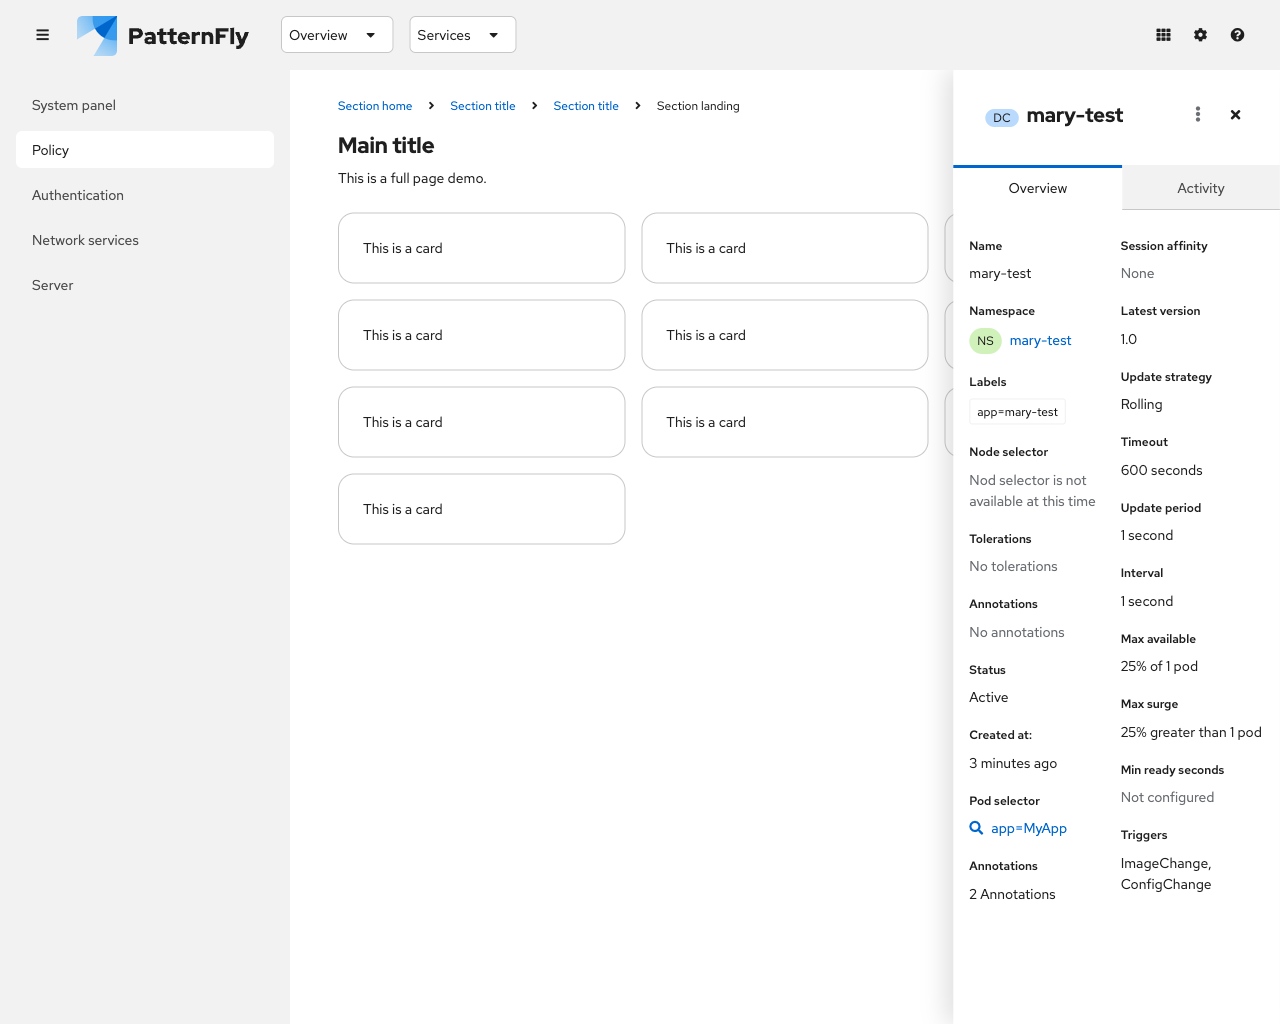 PatternFly
Overview
Services
System panel
Policy
Authentication
Network services
Server
Section home
Section title
Section title
Section landing
Main title
This is a full page demo.
This is a card
This is a card
This is a card
This is a card
This is a card
This is a card
This is a card
DC mary-test
Overview
Activity
Name
mary-test
Namespace
NS mary-test
Labels
app=mary-test
Node selector
Nod selector is not
available at this time
Tolerations
No tolerations
Annotations
No annotations
Status
Active
Created at:
3 minutes ago
Pod selector
app=MyApp
Annotations
2 Annotations
Session affinity
None
Latest version
1.0
Update strategy
Rolling
Timeout
600 seconds
Update period
1 second
Interval
1 second
Max available
25% of 1 pod
Max surge
25% greater than 1 pod
Min ready seconds
Not configured
Triggers
ImageChange,
ConfigChange